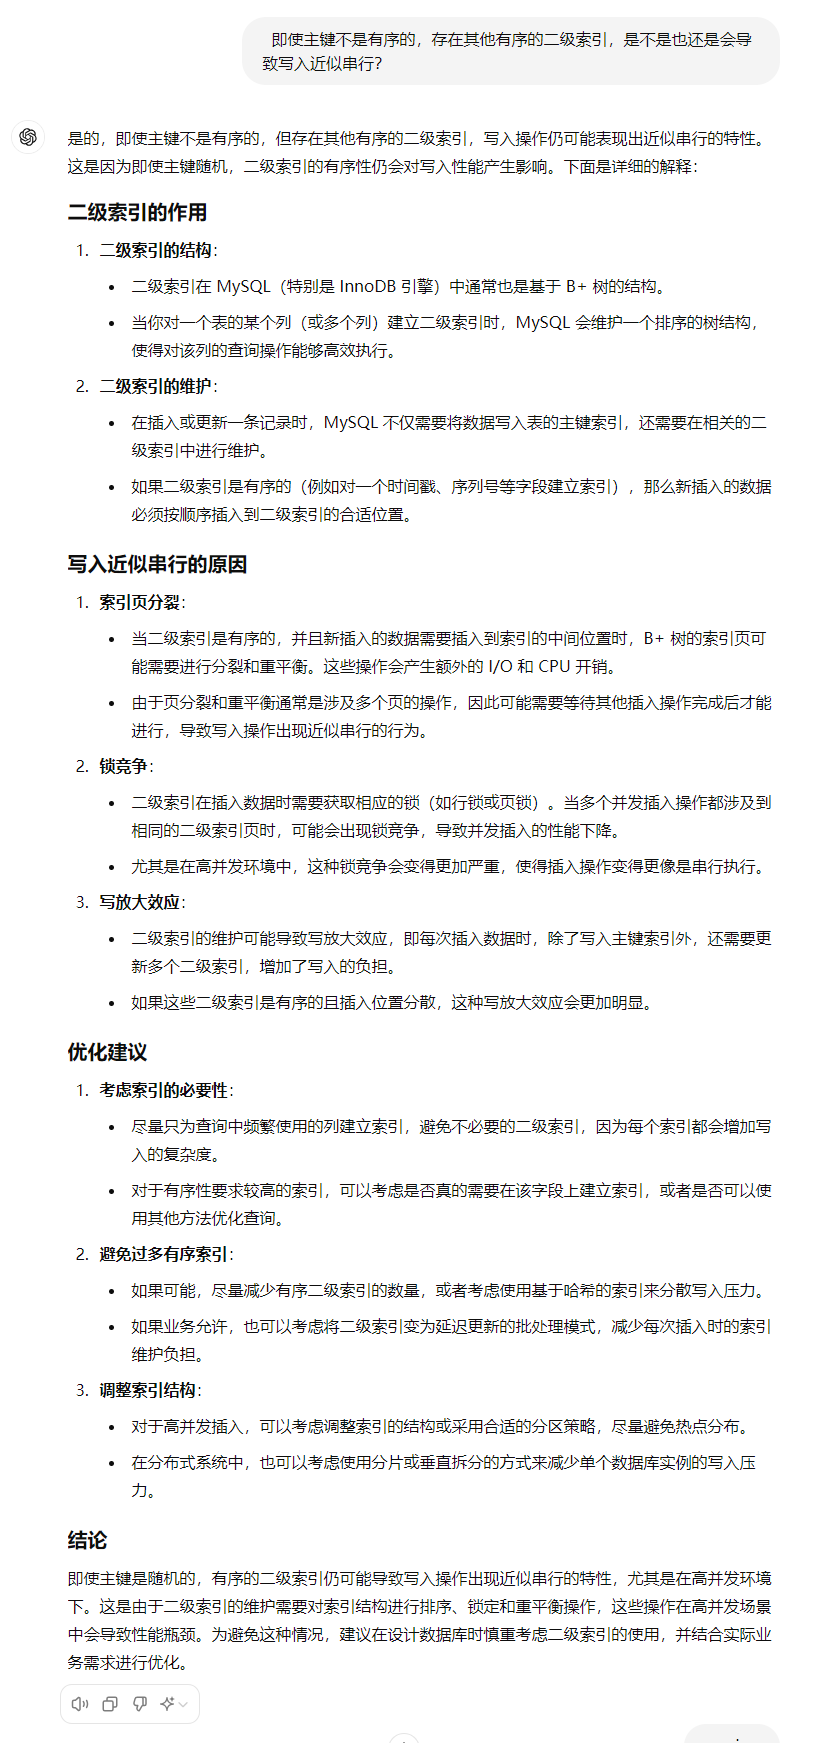 即使主键不是有序的，存在其他有序的二级索引，是不是也还是会导
致写入近似串行?
是的，即使主键不是有序的，但存在其他有序的二级索引，写入操作仍可能表现出近似串行的特性。
这是因为即使主键随机，二级索引的有序性仍会对写入性能产生影响。下面是详细的解释：
二级索引的作用
1. 二级索引的结构：
• 二级索引在 MySQL（特别是 InnoDB 引擎）中通常也是基于 B+ 树的结构。
• 当你对一个表的某个列（或多个列）建立二级索引时，MySQL 会维护一个排序的树结构，
使得对该列的查询操作能够高效执行。
2. 二级索引的维护：
• 在插入或更新一条记录时，MySQL 不仅需要将数据写入表的主键索引，还需要在相关的二
级索引中进行维护。
• 如果二级索引是有序的（例如对一个时间戳、序列号等字段建立索引），那么新插入的数据
必须按顺序插入到二级索引的合适位置。
写入近似串行的原因
1. 索引页分裂：
• 当二级索引是有序的，并且新插入的数据需要插入到索引的中间位置时，B+ 树的索引页可
能需要进行分裂和重平衡。这些操作会产生额外的 I/O 和 CPU 开销。
• 由于页分裂和重平衡通常是涉及多个页的操作，因此可能需要等待其他插入操作完成后才能
进行，导致写入操作出现近似串行的行为。
2. 锁竞争：
• 二级索引在插入数据时需要获取相应的锁（如行锁或页锁）。当多个并发插入操作都涉及到
相同的二级索引页时，可能会出现锁竞争，导致并发插入的性能下降。
• 尤其是在高并发环境中，这种锁竞争会变得更加严重，使得插入操作变得更像是串行执行。
3. 写放大效应：
• 二级索引的维护可能导致写放大效应，即每次插入数据时，除了写入主键索引外，还需要更
新多个二级索引，增加了写入的负担。
• 如果这些二级索引是有序的且插入位置分散，这种写放大效应会更加明显。
优化建议
1. 考虑索引的必要性：
• 尽量只为查询中频繁使用的列建立索引，避免不必要的二级索引，因为每个索引都会增加写
入的复杂度。
• 对于有序性要求较高的索引，可以考虑是否真的需要在该字段上建立索引，或者是否可以使
用其他方法优化查询。
2. 避免过多有序索引：
• 如果可能，尽量减少有序二级索引的数量，或者考虑使用基于哈希的索引来分散写入压力。
• 如果业务允许，也可以考虑将二级索引变为延迟更新的批处理模式，减少每次插入时的索引
维护负担。
3. 调整索引结构：
• 对于高并发插入，可以考虑调整索引的结构或采用合适的分区策略，尽量避免热点分布。
• 在分布式系统中，也可以考虑使用分片或垂直拆分的方式来减少单个数据库实例的写入压
力。
结论
即使主键是随机的，有序的二级索引仍可能导致写入操作出现近似串行的特性，尤其是在高并发环境
下。这是由于二级索引的维护需要对索引结构进行排序、锁定和重平衡操作，这些操作在高并发场景
中会导致性能瓶颈。为避免这种情况，建议在设计数据库时慎重考虑二级索引的使用，并结合实际业
务需求进行优化。